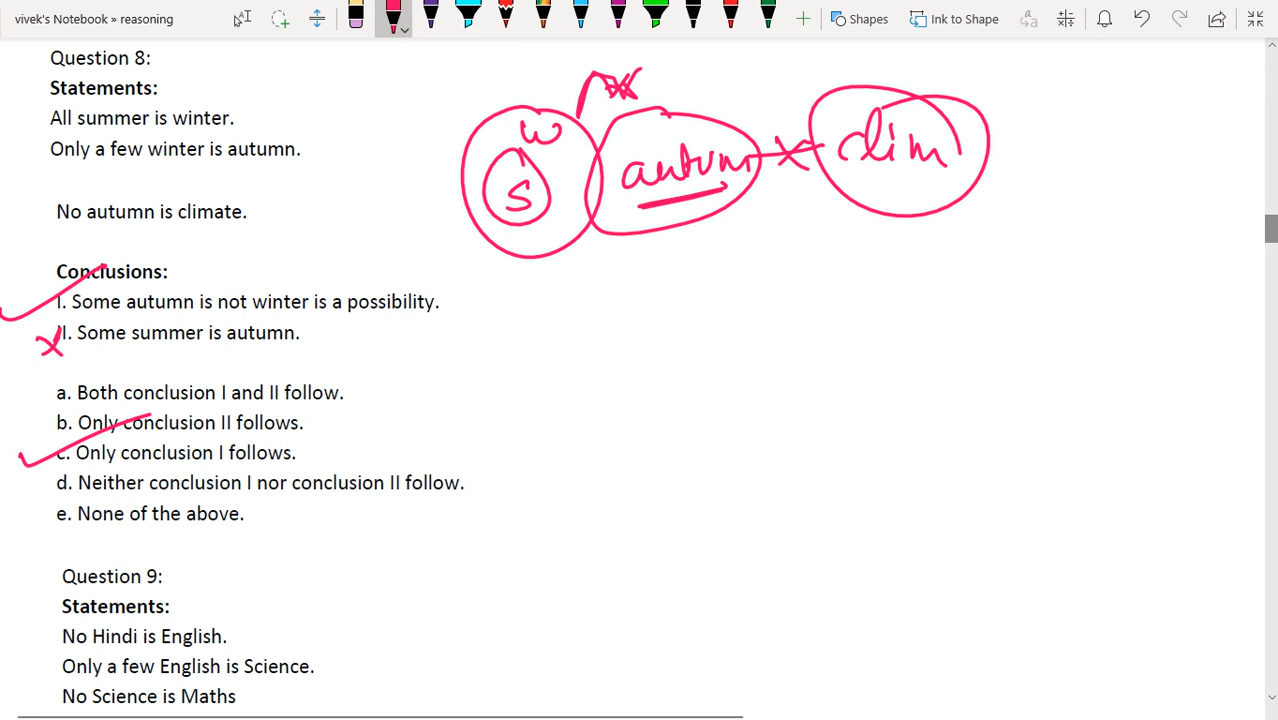 vivek's Notebook » reasoning
Shapes
Ink to Shape
Question 8:
Statements:
All summer is winter.
Only a few winter is autumn.
No autumn is climate.
w
s
autum
clim
Conclusions:
I. Some autumn is not winter is a possibility.
II. Some summer is autumn.
a. Both conclusion I and II follow.
b. Only conclusion II follows.
c. Only conclusion I follows.
d. Neither conclusion I nor conclusion II follow.
e. None of the above.
Question 9:
Statements:
No Hindi is English.
Only a few English is Science.
No Science is Maths